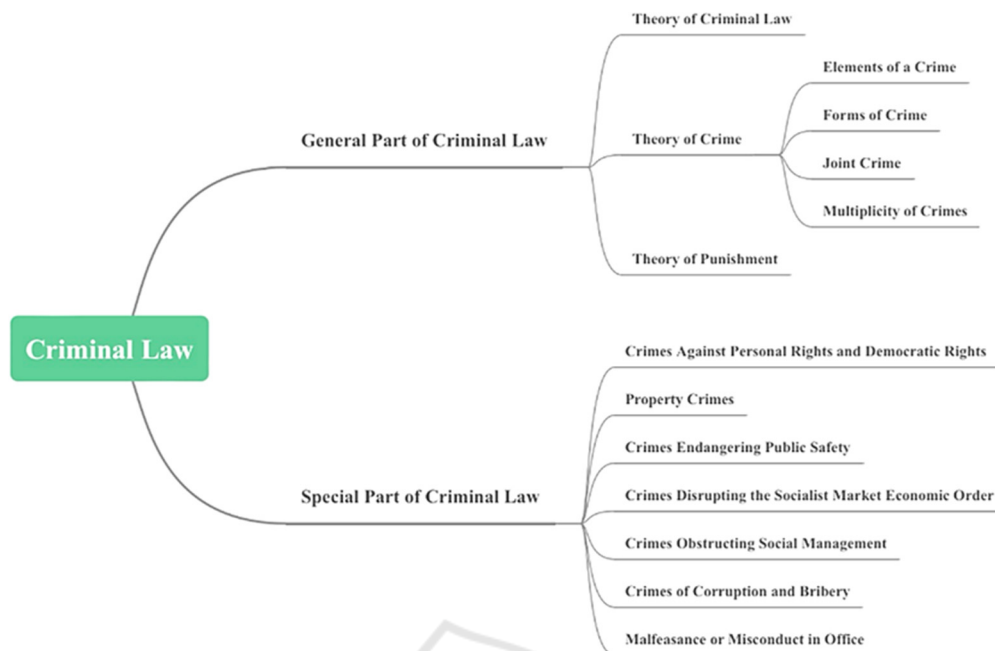 Criminal Law
General Part of Criminal Law
Theory of Criminal Law
Theory of Crime
Elements of a Crime
Forms of Crime
Joint Crime
Multiplicity of Crimes
Theory of Punishment
Special Part of Criminal Law
Crimes Against Personal Rights and Democratic Rights
Property Crimes
Crimes Endangering Public Safety
Crimes Disrupting the Socialist Market Economic Order
Crimes Obstructing Social Management
Crimes of Corruption and Bribery
Malfeasance or Misconduct in Office